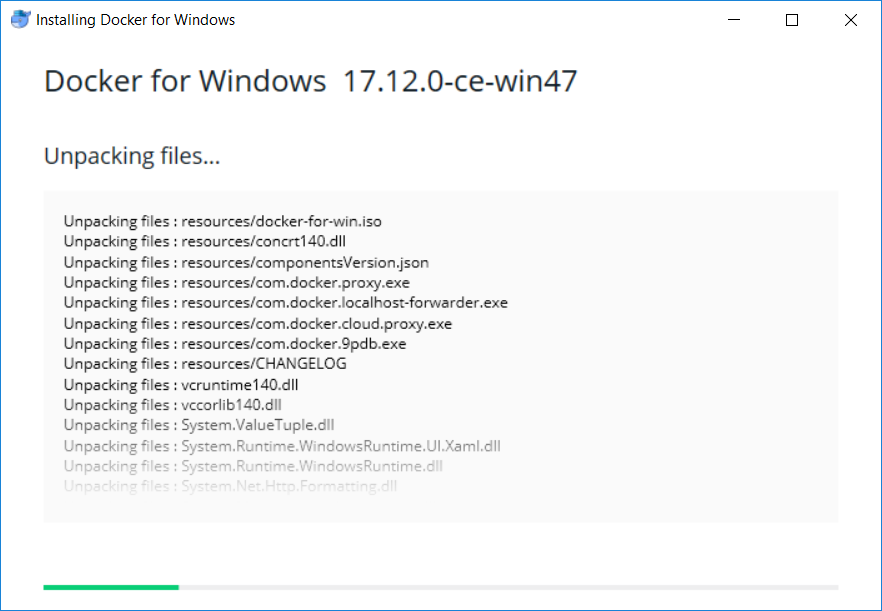 Installing Docker for Windows
Docker for Windows 17.12.0-ce-win47
Unpacking files...
Unpacking files : resources/docker-for-win.iso
Unpacking files : resources/concrt140.dll
Unpacking files : resources/componentsVersion.json
Unpacking files : resources/com.docker.proxy.exe
Unpacking files : resources/com.docker.localhost-forwarder.exe
Unpacking files : resources/com.docker.cloud.proxy.exe
Unpacking files : resources/com.docker.9pdb.exe
Unpacking files : resources/CHANGELOG
Unpacking files : vcruntime140.dll
Unpacking files : vccorlib140.dll
Unpacking files : System.ValueTuple.dll
Unpacking files : System.Runtime.WindowsRuntime.UI.Xaml.dll
Unpacking files : System.Runtime.WindowsRuntime.dll
Unpacking files : System.Net.Http.Formatting.dll